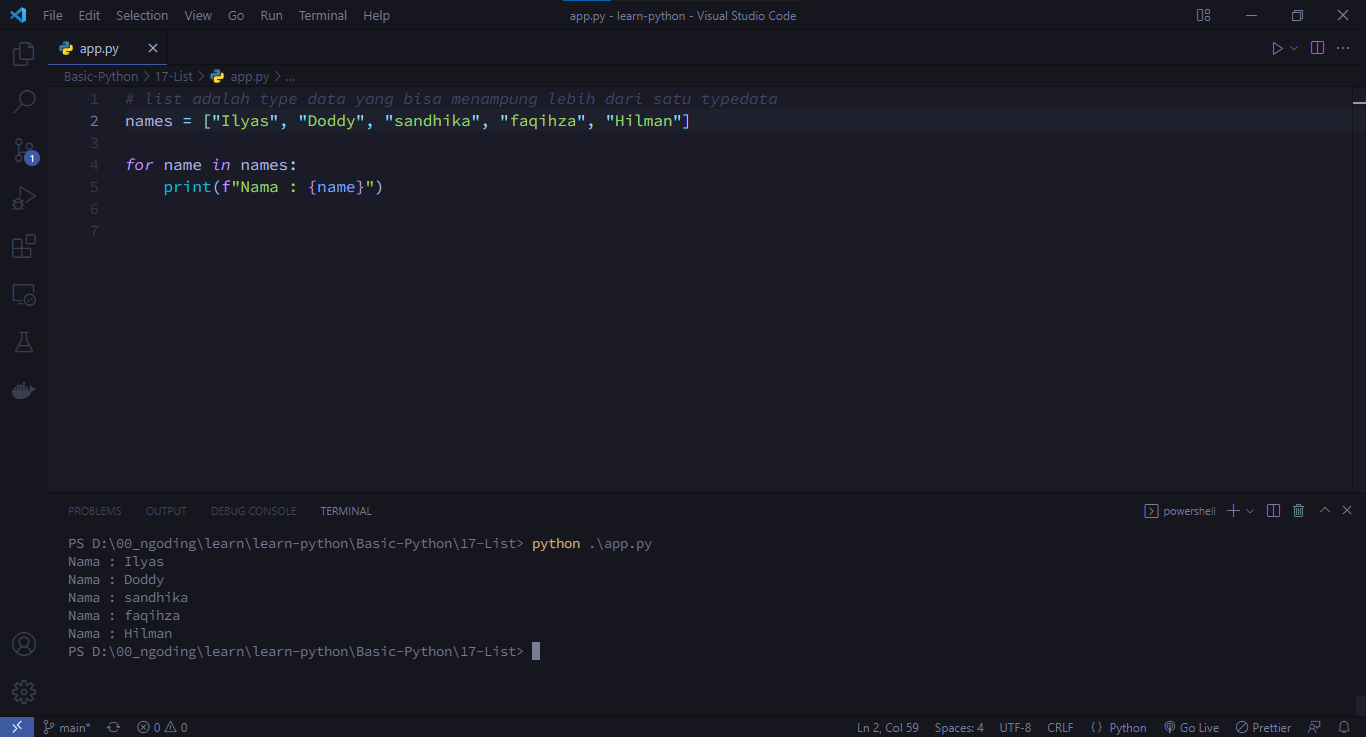 File Edit Selection View Go Run Terminal Help app.py - learn-python - Visual Studio Code
app.py
Basic-Python > 17-List > app.py > ...
1 # list adalah type data yang bisa menampung lebih dari satu typedata
2 names = ["Ilyas", "Doddy", "sandhika", "faqihza", "Hilman"]
3
4 for name in names:
5     print(f"Nama : {name}")
6
7
1
PROBLEMS OUTPUT DEBUG CONSOLE TERMINAL powershell
PS D:\00_ngoding\learn\learn-python\Basic-Python\17-List> python .\app.py
Nama : Ilyas
Nama : Doddy
Nama : sandhika
Nama : faqihza
Nama : Hilman
PS D:\00_ngoding\learn\learn-python\Basic-Python\17-List>
main* 0 0 Ln 2, Col 59 Spaces: 4 UTF-8 CRLF {} Python Go Live Prettier